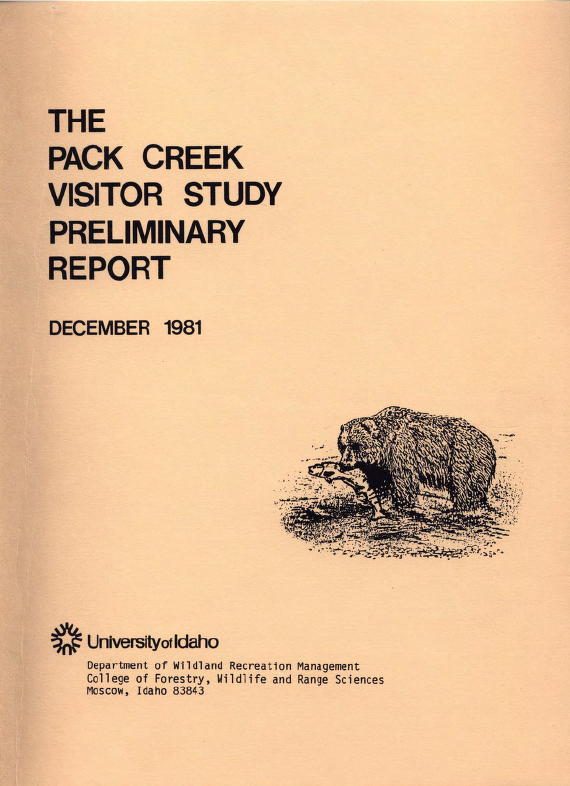 THE
PACK CREEK
VISITOR STUDY
PRELIMINARY
REPORT
DECEMBER 1981
University of Idaho
Department of Wildland Recreation Management
College of Forestry, Wildlife and Range Sciences
Moscow, Idaho 83843